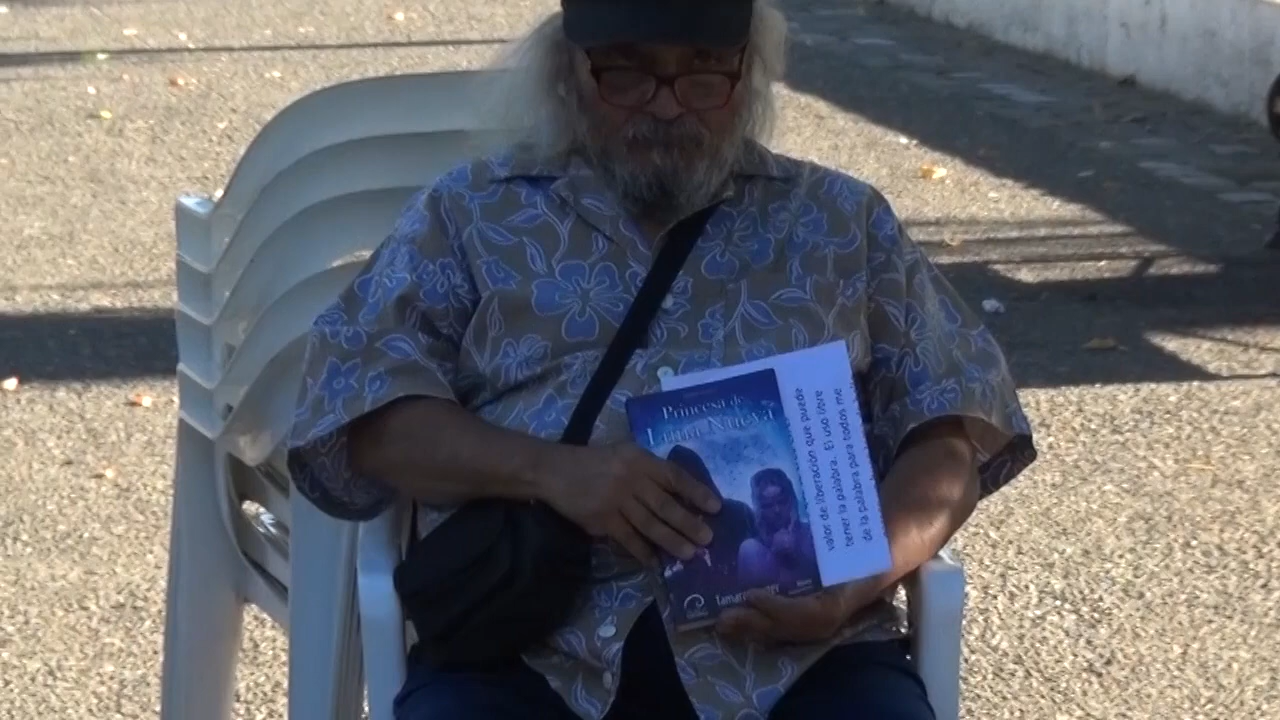 Princesa de
Luna Nueva
Tamara
valor de liberación que puede
tener la palabra. El uso libre
de la palabra para todos me